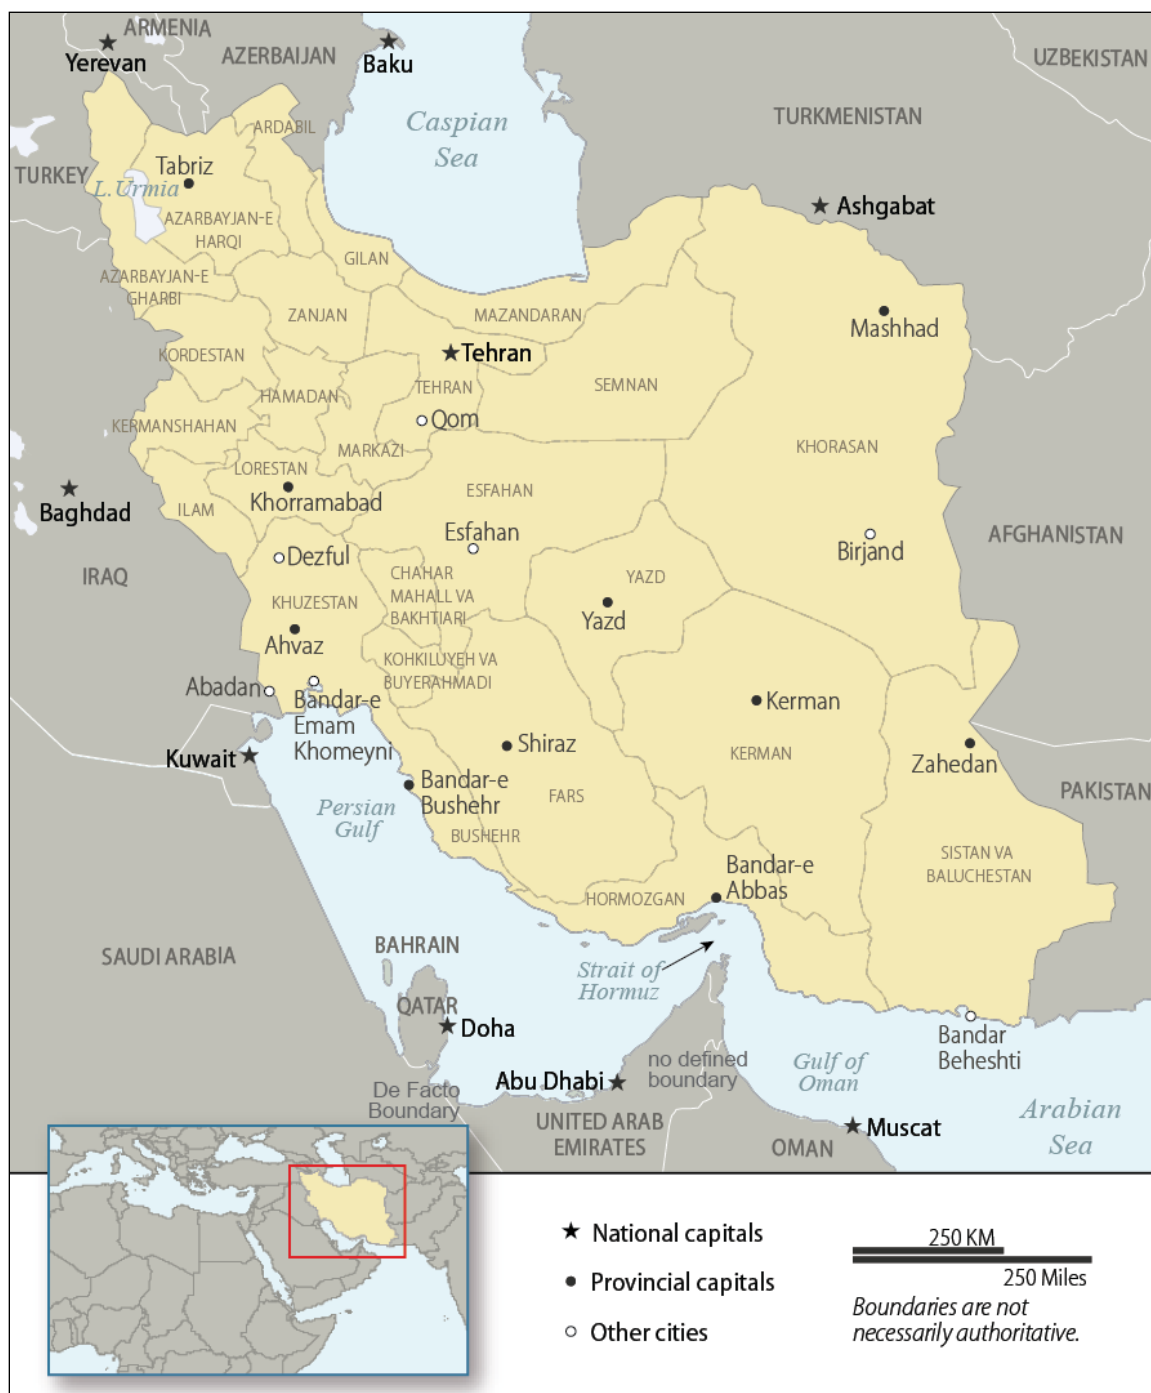 ARMENIA
Yerevan
AZERBAIJAN
Baku
UZBEKISTAN
Caspian
Sea
TURKMENISTAN
ARDABIL
TURKEY
Tabriz
L.Urmia
Ashgabat
AZARBAYJAN-E
HARQI
GILAN
AZARBAYJAN-E
GHARBI
ZANJAN
MAZANDARAN
Mashhad
KORDESTAN
Tehran
HAMADAN
TEHRAN
SEMNAN
Qom
KERMANSHAHAN
MARKAZI
KHORASAN
LORESTAN
Khorramabad
ESFAHAN
Baghdad
ILAM
Esfahan
Birjand
AFGHANISTAN
Dezful
IRAQ
CHAHAR
MAHALL VA
BAKHTIARI
YAZD
KHUZESTAN
Yazd
Ahvaz
KOHKILUYEH VA
BUYERAHMADI
Abadan
Bandar-e
Emam
Khomeyni
Kerman
Kuwait
Shiraz
KERMAN
Zahedan
Bandar-e
Bushehr
PAKISTAN
Persian
Gulf
FARS
BUSHEHR
Bandar-e
Abbas
SISTAN VA
BALUCHESTAN
HORMOZGAN
SAUDI ARABIA
BAHRAIN
Strait of
Hormuz
QATAR
Doha
Bandar
Beheshti
no defined
boundary
Gulf of
Oman
Abu Dhabi
De Facto
Boundary
UNITED ARAB
EMIRATES
OMAN
Muscat
Arabian
Sea
National capitals
Provincial capitals
Other cities
250 KM
250 Miles
Boundaries are not
necessarily authoritative.